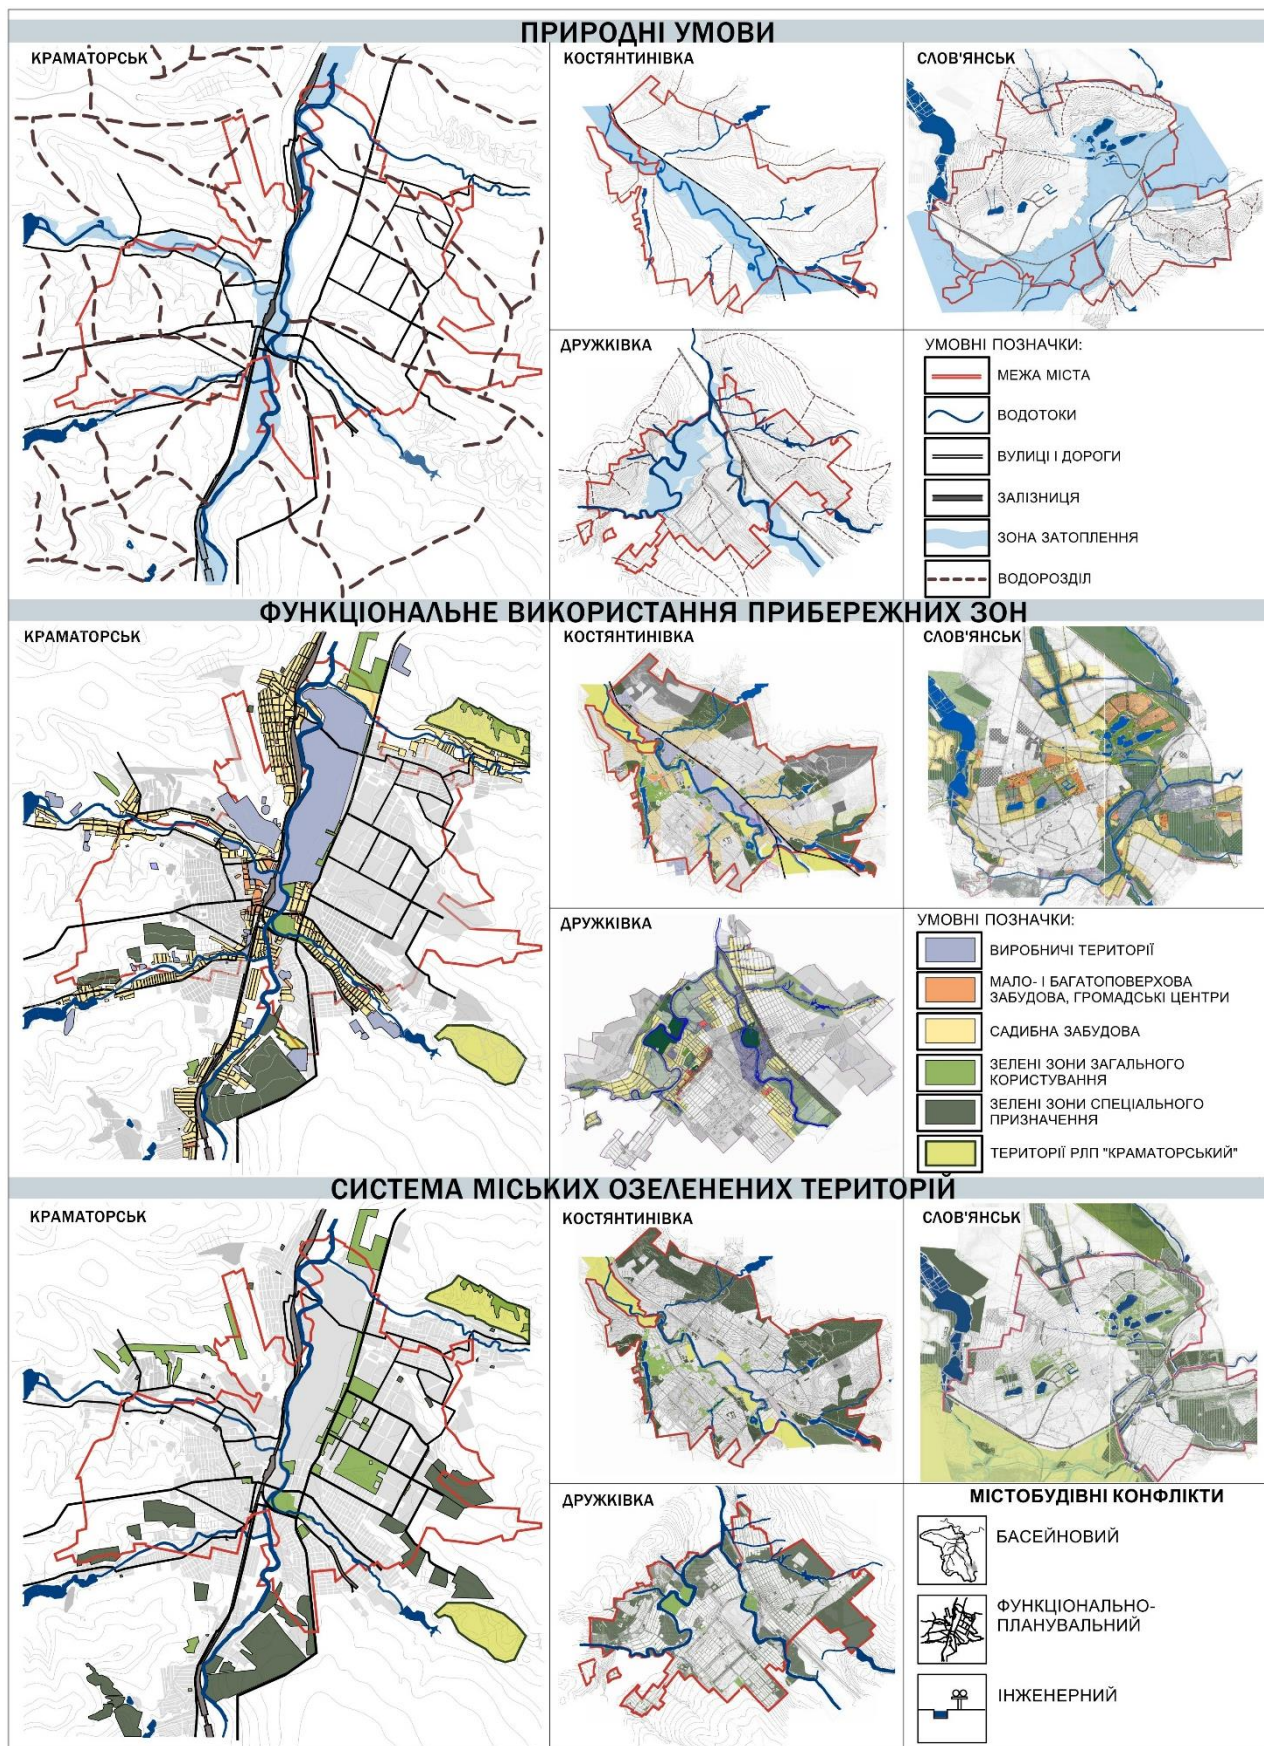 ПРИРОДНІ УМОВИ
КРАМАТОРСЬК
КОСТЯНТИНІВКА
СЛОВ'ЯНСЬК
ДРУЖКІВКА
УМОВНІ ПОЗНАЧКИ:
МЕЖА МІСТА
ВОДОТОКИ
ВУЛИЦІ І ДОРОГИ
ЗАЛІЗНИЦЯ
ЗОНА ЗАТОПЛЕННЯ
ВОДОРОЗДІЛ
ФУНКЦІОНАЛЬНЕ ВИКОРИСТАННЯ ПРИБЕРЕЖНИХ ЗОН
КРАМАТОРСЬК
КОСТЯНТИНІВКА
СЛОВ'ЯНСЬК
ДРУЖКІВКА
УМОВНІ ПОЗНАЧКИ:
ВИРОБНИЧІ ТЕРИТОРІЇ
МАЛО- І БАГАТОПОВЕРХОВА
ЗАБУДОВА, ГРОМАДСЬКІ ЦЕНТРИ
САДИБНА ЗАБУДОВА
ЗЕЛЕНІ ЗОНИ ЗАГАЛЬНОГО
КОРИСТУВАННЯ
ЗЕЛЕНІ ЗОНИ СПЕЦІАЛЬНОГО
ПРИЗНАЧЕННЯ
ТЕРИТОРІЇ РЛП "КРАМАТОРСЬКИЙ"
СИСТЕМА МІСЬКИХ ОЗЕЛЕНЕНИХ ТЕРИТОРІЙ
КРАМАТОРСЬК
КОСТЯНТИНІВКА
СЛОВ'ЯНСЬК
ДРУЖКІВКА
МІСТОБУДІВНІ КОНФЛІКТИ
БАСЕЙНОВИЙ
ФУНКЦІОНАЛЬНО-
ПЛАНУВАЛЬНИЙ
ІНЖЕНЕРНИЙ